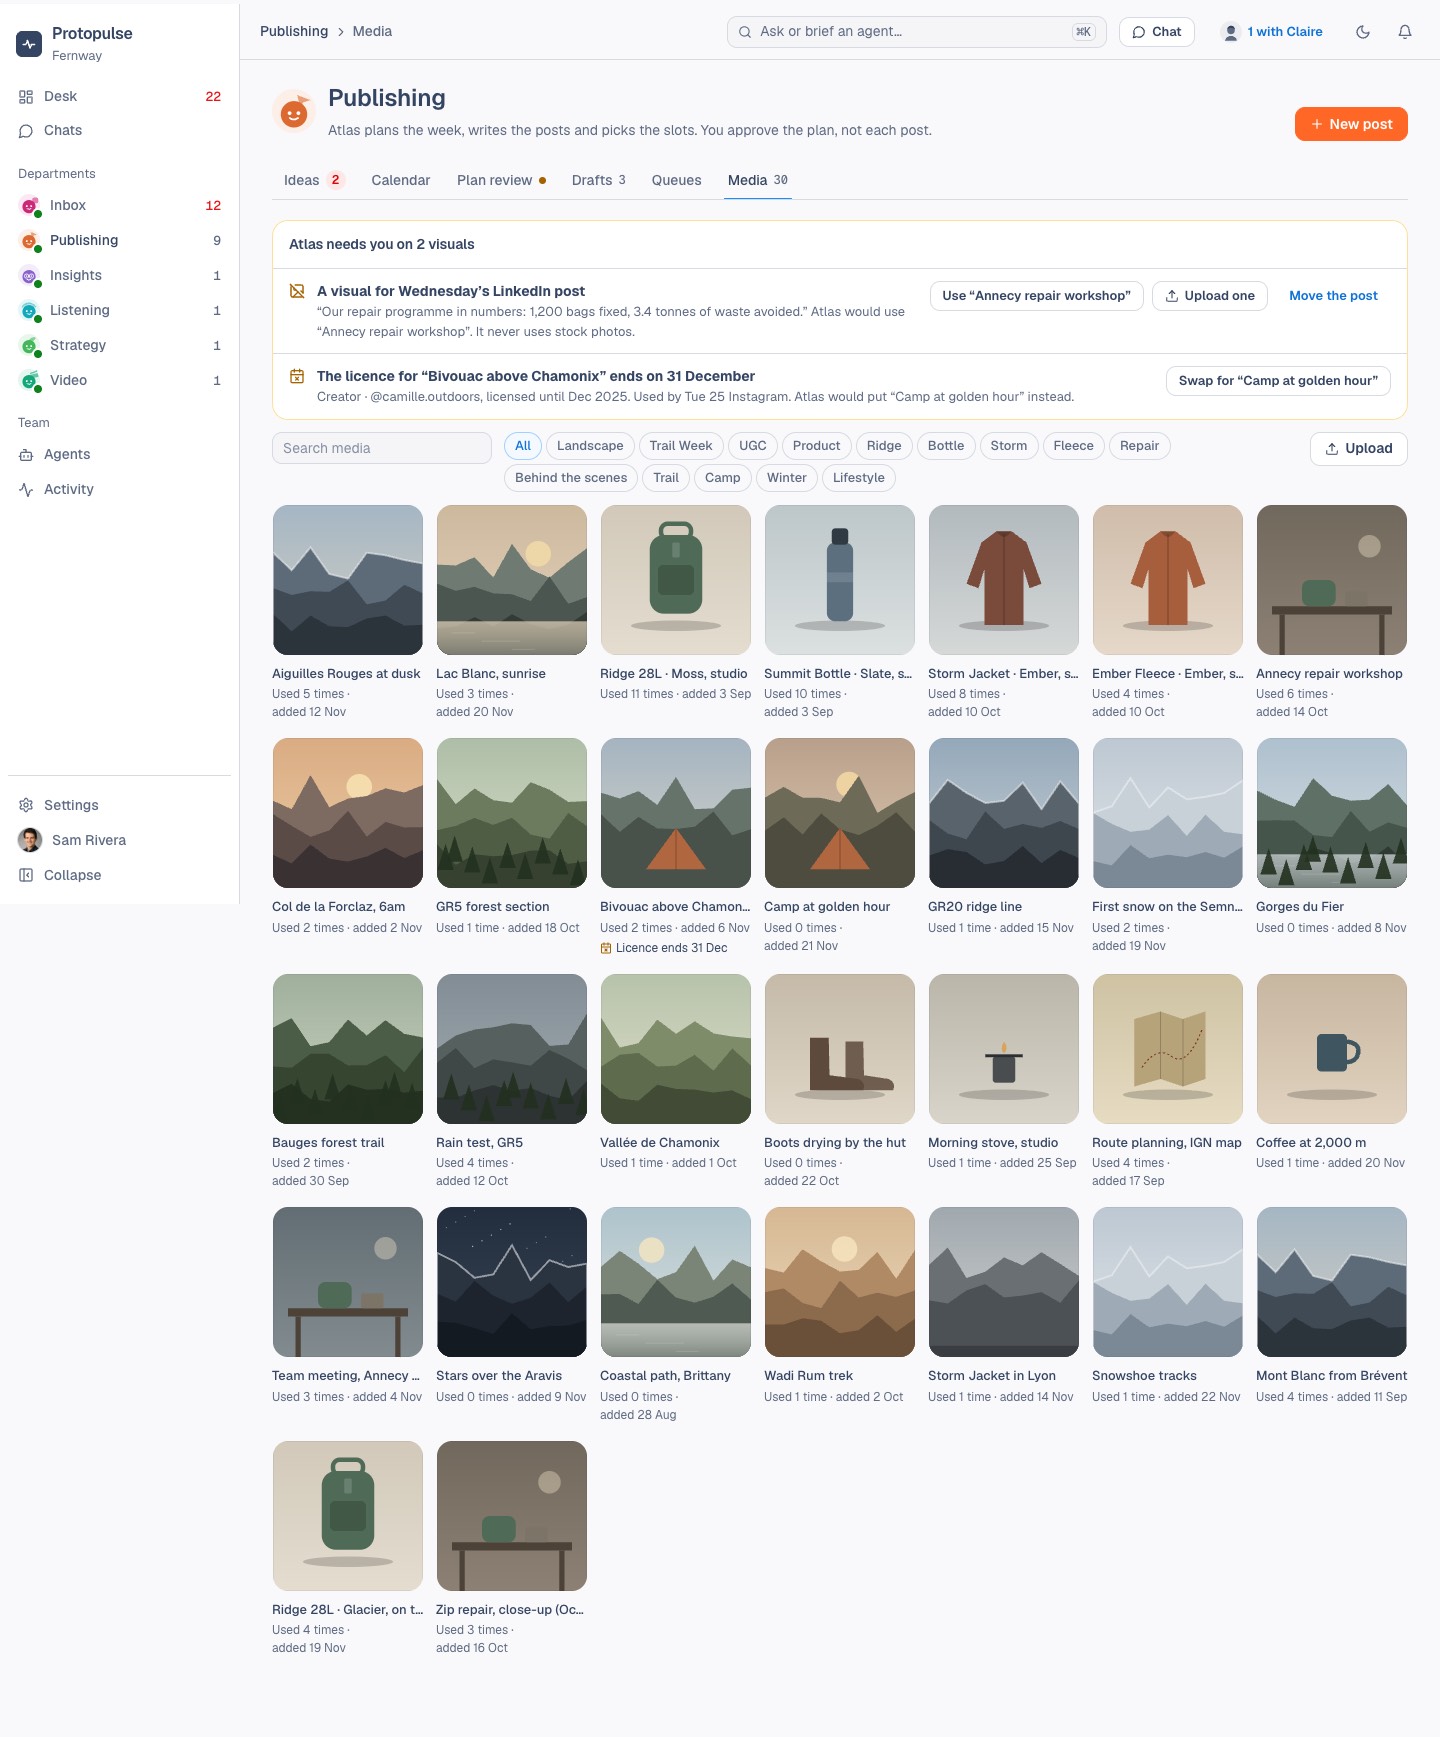 Protopulse
Fernway
Desk 22
Chats
Departments
Inbox 12
Publishing 9
Insights 1
Listening 1
Strategy 1
Video 1
Team
Agents
Activity
Settings
Sam Rivera
Collapse
Publishing > Media
Ask or brief an agent… ⌘K
Chat
1 with Claire
Publishing
Atlas plans the week, writes the posts and picks the slots. You approve the plan, not each post.
New post
Ideas 2 Calendar Plan review Drafts 3 Queues Media 30
Atlas needs you on 2 visuals
A visual for Wednesday’s LinkedIn post
“Our repair programme in numbers: 1,200 bags fixed, 3.4 tonnes of waste avoided.” Atlas would use
“Annecy repair workshop”. It never uses stock photos.
Use “Annecy repair workshop” Upload one Move the post
The licence for “Bivouac above Chamonix” ends on 31 December
Creator · @camille.outdoors, licensed until Dec 2025. Used by Tue 25 Instagram. Atlas would put “Camp at golden hour” instead.
Swap for “Camp at golden hour”
Search media
All Landscape Trail Week UGC Product Ridge Bottle Storm Fleece Repair
Behind the scenes Trail Camp Winter Lifestyle
Upload
Aiguilles Rouges at dusk
Used 5 times ·
added 12 Nov
Lac Blanc, sunrise
Used 3 times ·
added 20 Nov
Ridge 28L · Moss, studio
Used 11 times · added 3 Sep
Summit Bottle · Slate, s…
Used 10 times ·
added 3 Sep
Storm Jacket · Ember, s…
Used 8 times ·
added 10 Oct
Ember Fleece · Ember, s…
Used 4 times ·
added 10 Oct
Annecy repair workshop
Used 6 times ·
added 14 Oct
Col de la Forclaz, 6am
Used 2 times · added 2 Nov
GR5 forest section
Used 1 time · added 18 Oct
Bivouac above Chamon…
Used 2 times · added 6 Nov
Licence ends 31 Dec
Camp at golden hour
Used 0 times ·
added 21 Nov
GR20 ridge line
Used 1 time · added 15 Nov
First snow on the Semn…
Used 2 times ·
added 19 Nov
Gorges du Fier
Used 0 times · added 8 Nov
Bauges forest trail
Used 2 times ·
added 30 Sep
Rain test, GR5
Used 4 times ·
added 12 Oct
Vallée de Chamonix
Used 1 time · added 1 Oct
Boots drying by the hut
Used 0 times ·
added 22 Oct
Morning stove, studio
Used 1 time · added 25 Sep
Route planning, IGN map
Used 4 times ·
added 17 Sep
Coffee at 2,000 m
Used 1 time · added 20 Nov
Team meeting, Annecy …
Used 3 times · added 4 Nov
Stars over the Aravis
Used 0 times · added 9 Nov
Coastal path, Brittany
Used 0 times ·
added 28 Aug
Wadi Rum trek
Used 1 time · added 2 Oct
Storm Jacket in Lyon
Used 1 time · added 14 Nov
Snowshoe tracks
Used 1 time · added 22 Nov
Mont Blanc from Brévent
Used 4 times · added 11 Sep
Ridge 28L · Glacier, on t…
Used 4 times ·
added 19 Nov
Zip repair, close-up (Oc…
Used 3 times ·
added 16 Oct